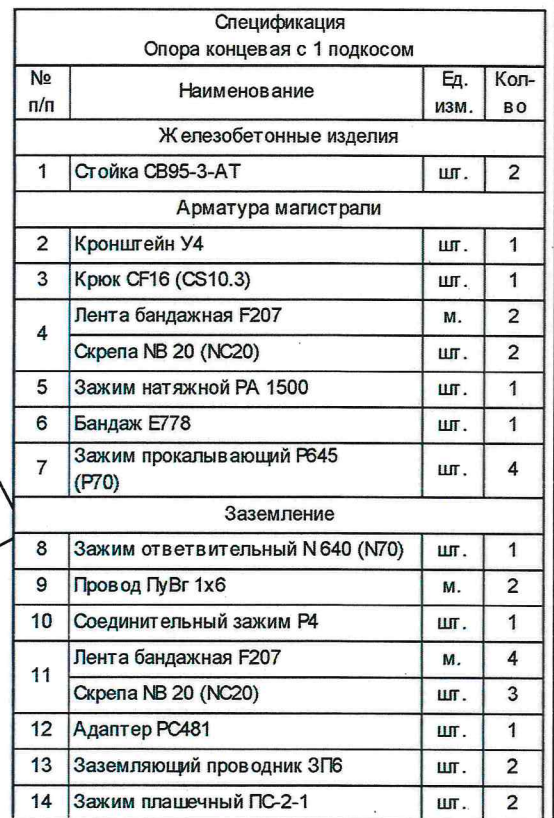 Спецификация
Опора концевая с 1 подкосом
№ п/п Наименование Ед. изм. Кол-во
Железобетонные изделия
1 Стойка СВ95-3-АТ шт. 2
Арматура магистрали
2 Кронштейн У4 шт. 1
3 Крюк CF16 (CS10.3) шт. 1
4 Лента бандажная F207 м. 2
Скрепа NB 20 (NC20) шт. 2
5 Зажим натяжной РА 1500 шт. 1
6 Бандаж Е778 шт. 1
7 Зажим прокалывающий Р645
(Р70) шт. 4
Заземление
8 Зажим ответвительный N 640 (N70) шт. 1
9 Провод ПуВг 1х6 м. 2
10 Соединительный зажим Р4 шт. 1
11 Лента бандажная F207 м. 4
Скрепа NB 20 (NC20) шт. 3
12 Адаптер РС481 шт. 1
13 Заземляющий проводник ЗП6 шт. 2
14 Зажим плашечный ПС-2-1 шт. 2